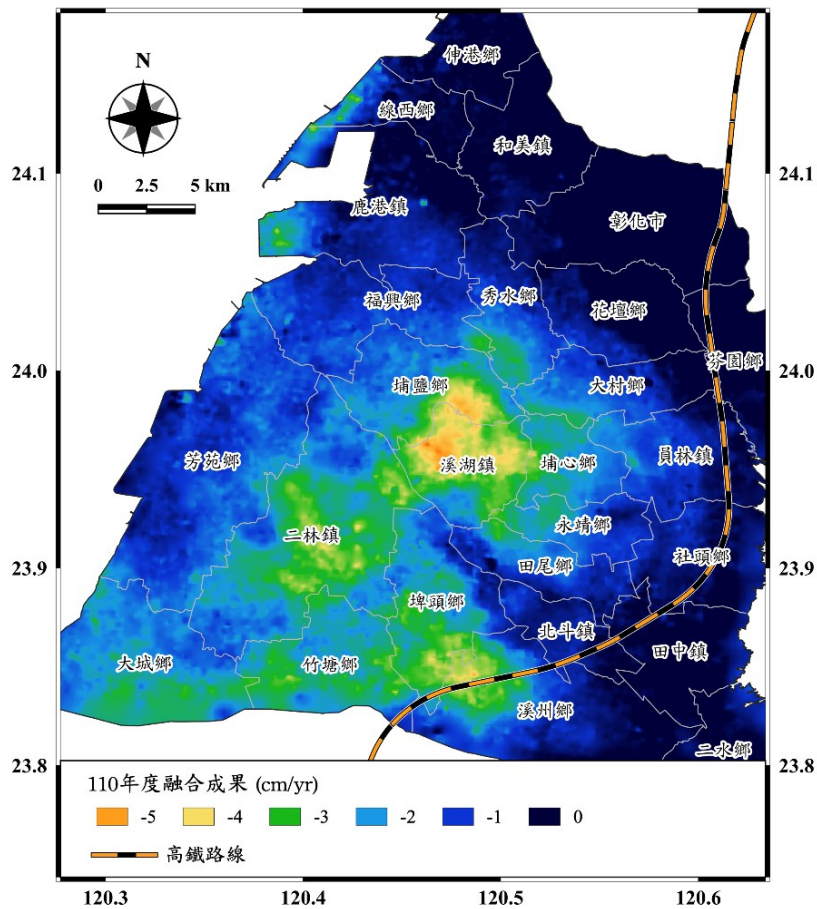 伸港鄉
N
線西鄉
和美鎮
24.1
24.1
0 2.5 5 km
鹿港鎮
彰化市
福興鄉
秀水鄉
花壇鄉
芬園鄉
24.0
24.0
埔鹽鄉
大村鄉
芳苑鄉
溪湖鎮
埔心鄉
員林鎮
二林鎮
永靖鄉
田尾鄉
社頭鄉
23.9
23.9
埤頭鄉
北斗鎮
田中鎮
大城鄉
竹塘鄉
溪州鄉
二水鄉
23.8
23.8
110年度融合成果 (cm/yr)
-5 -4 -3 -2 -1 0
高鐵路線
120.3 120.4 120.5 120.6